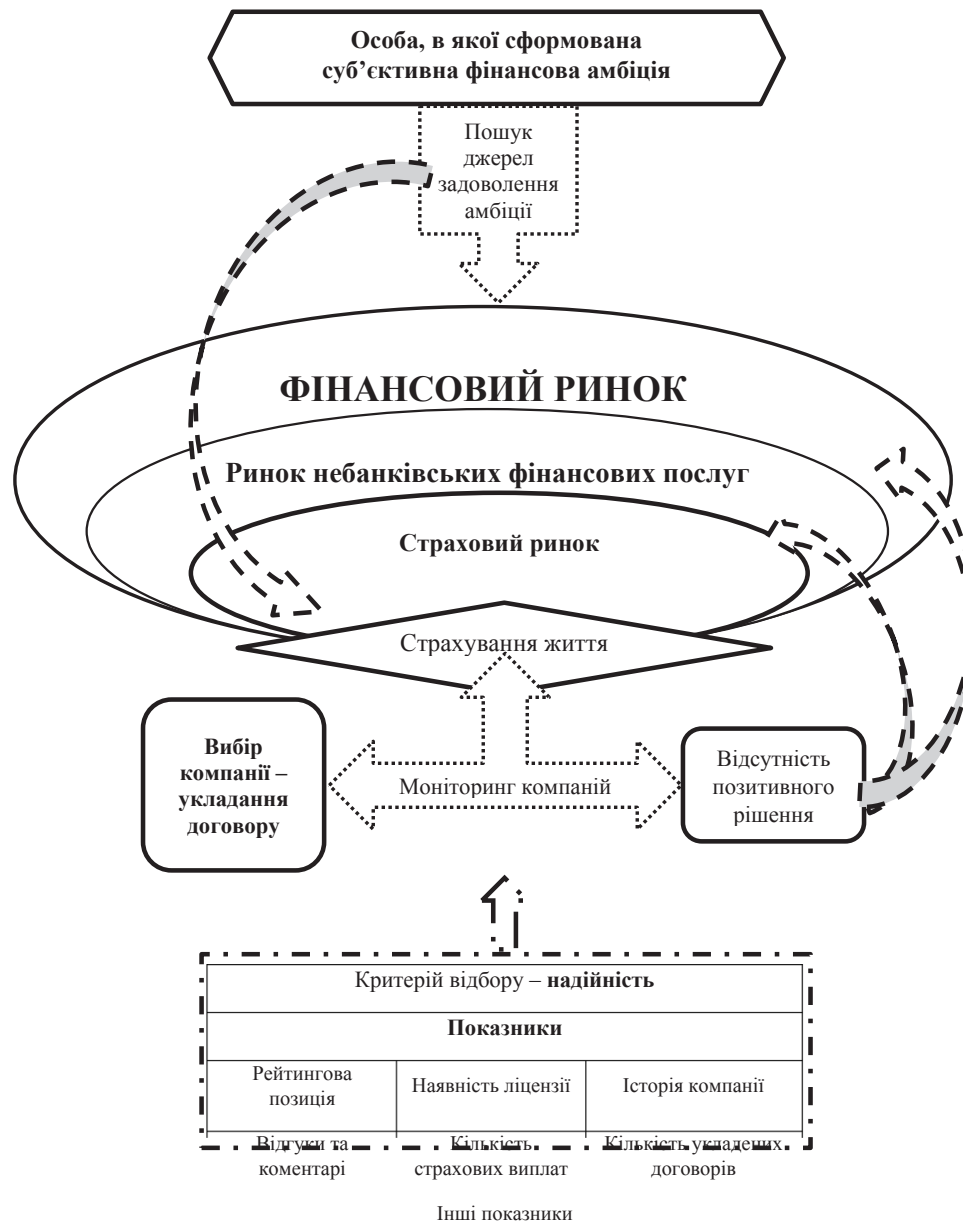 Особа, в якої сформована
суб’єктивна фінансова амбіція
Пошук
джерел
задоволення
амбіції
ФІНАНСОВИЙ РИНОК
Ринок небанківських фінансових послуг
Страховий ринок
Страхування життя
Вибір
компанії –
укладання
договору
Моніторинг компаній
Відсутність
позитивного
рішення
Критерій відбору – надійність
Показники
Рейтингова
позиція
Наявність ліцензії
Історія компанії
Відгуки та
коментарі
Кількість
страхових виплат
Кількість укладених
договорів
Інші показники